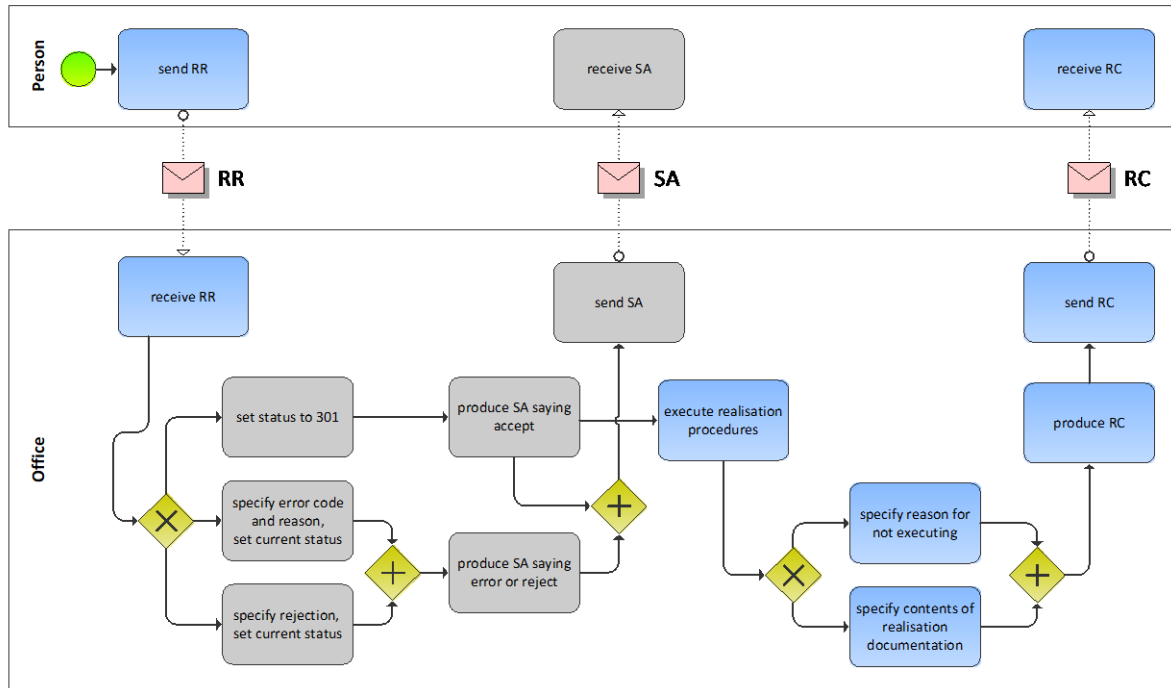 Person
send RR
receive SA
receive RC
RR
SA
RC
Office
receive RR
send SA
send RC
set status to 301
produce SA saying
accept
execute realisation
procedures
produce RC
specify error code
and reason,
set current status
specify reason for
not executing
produce SA saying
error or reject
specify rejection,
set current status
specify contents of
realisation
documentation